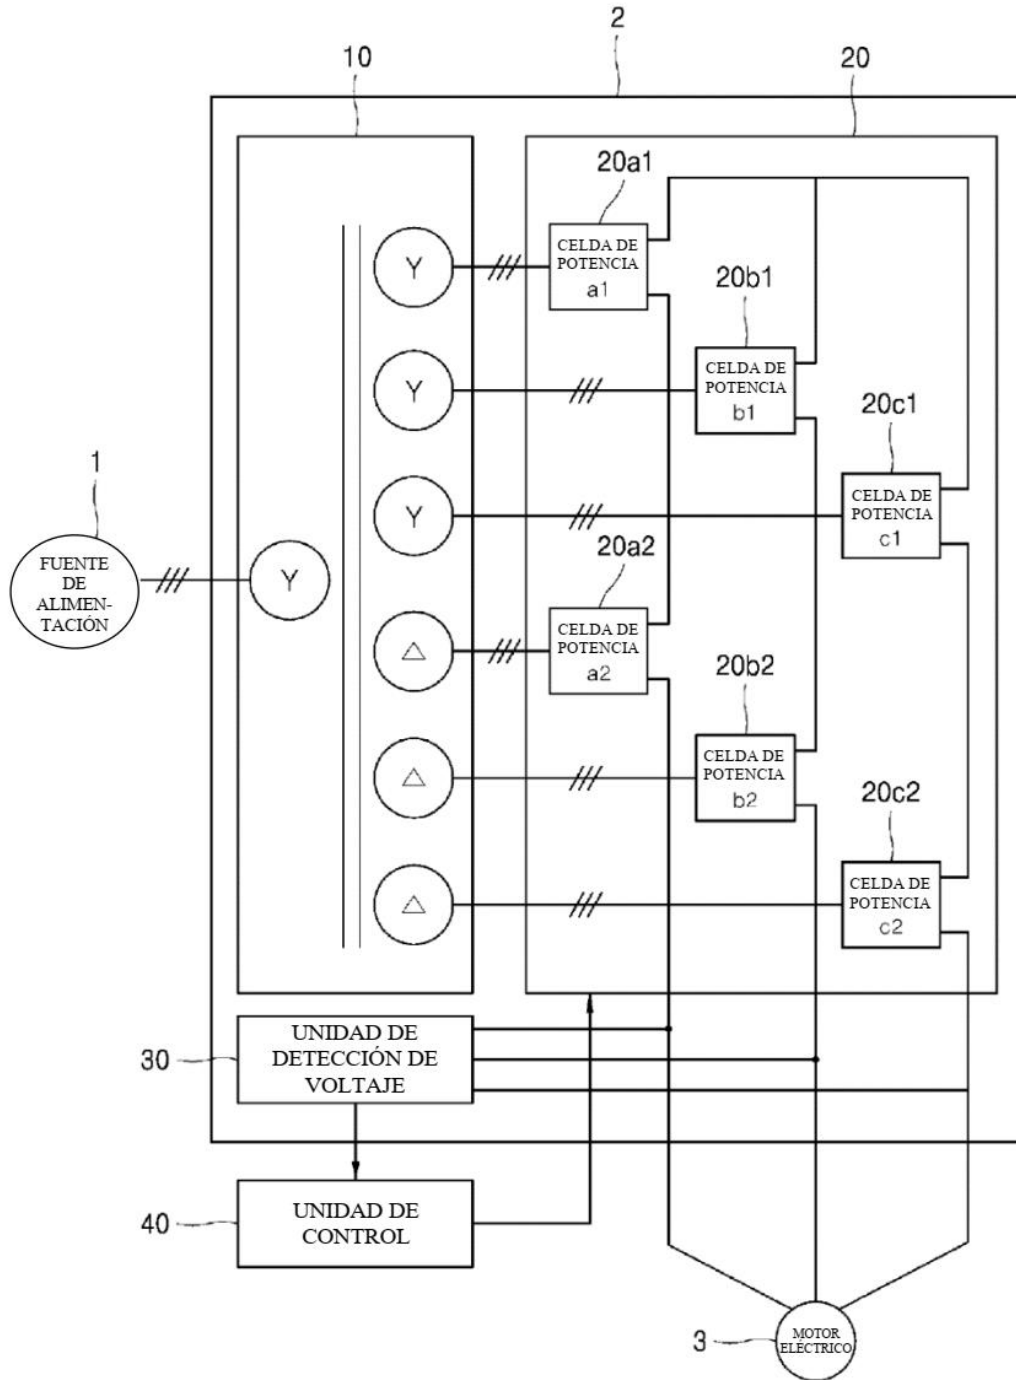 2
10
20
20a1
Y
CELDA DE
POTENCIA
a1
20b1
Y
CELDA DE
POTENCIA
b1
20c1
Y
CELDA DE
POTENCIA
c1
1
FUENTE
DE
ALIMEN-
TACIÓN
Y
20a2
△
CELDA DE
POTENCIA
a2
20b2
△
CELDA DE
POTENCIA
b2
20c2
△
CELDA DE
POTENCIA
c2
30
UNIDAD DE
DETECCIÓN DE
VOLTAJE
40
UNIDAD DE
CONTROL
3
MOTOR
ELÉCTRICO